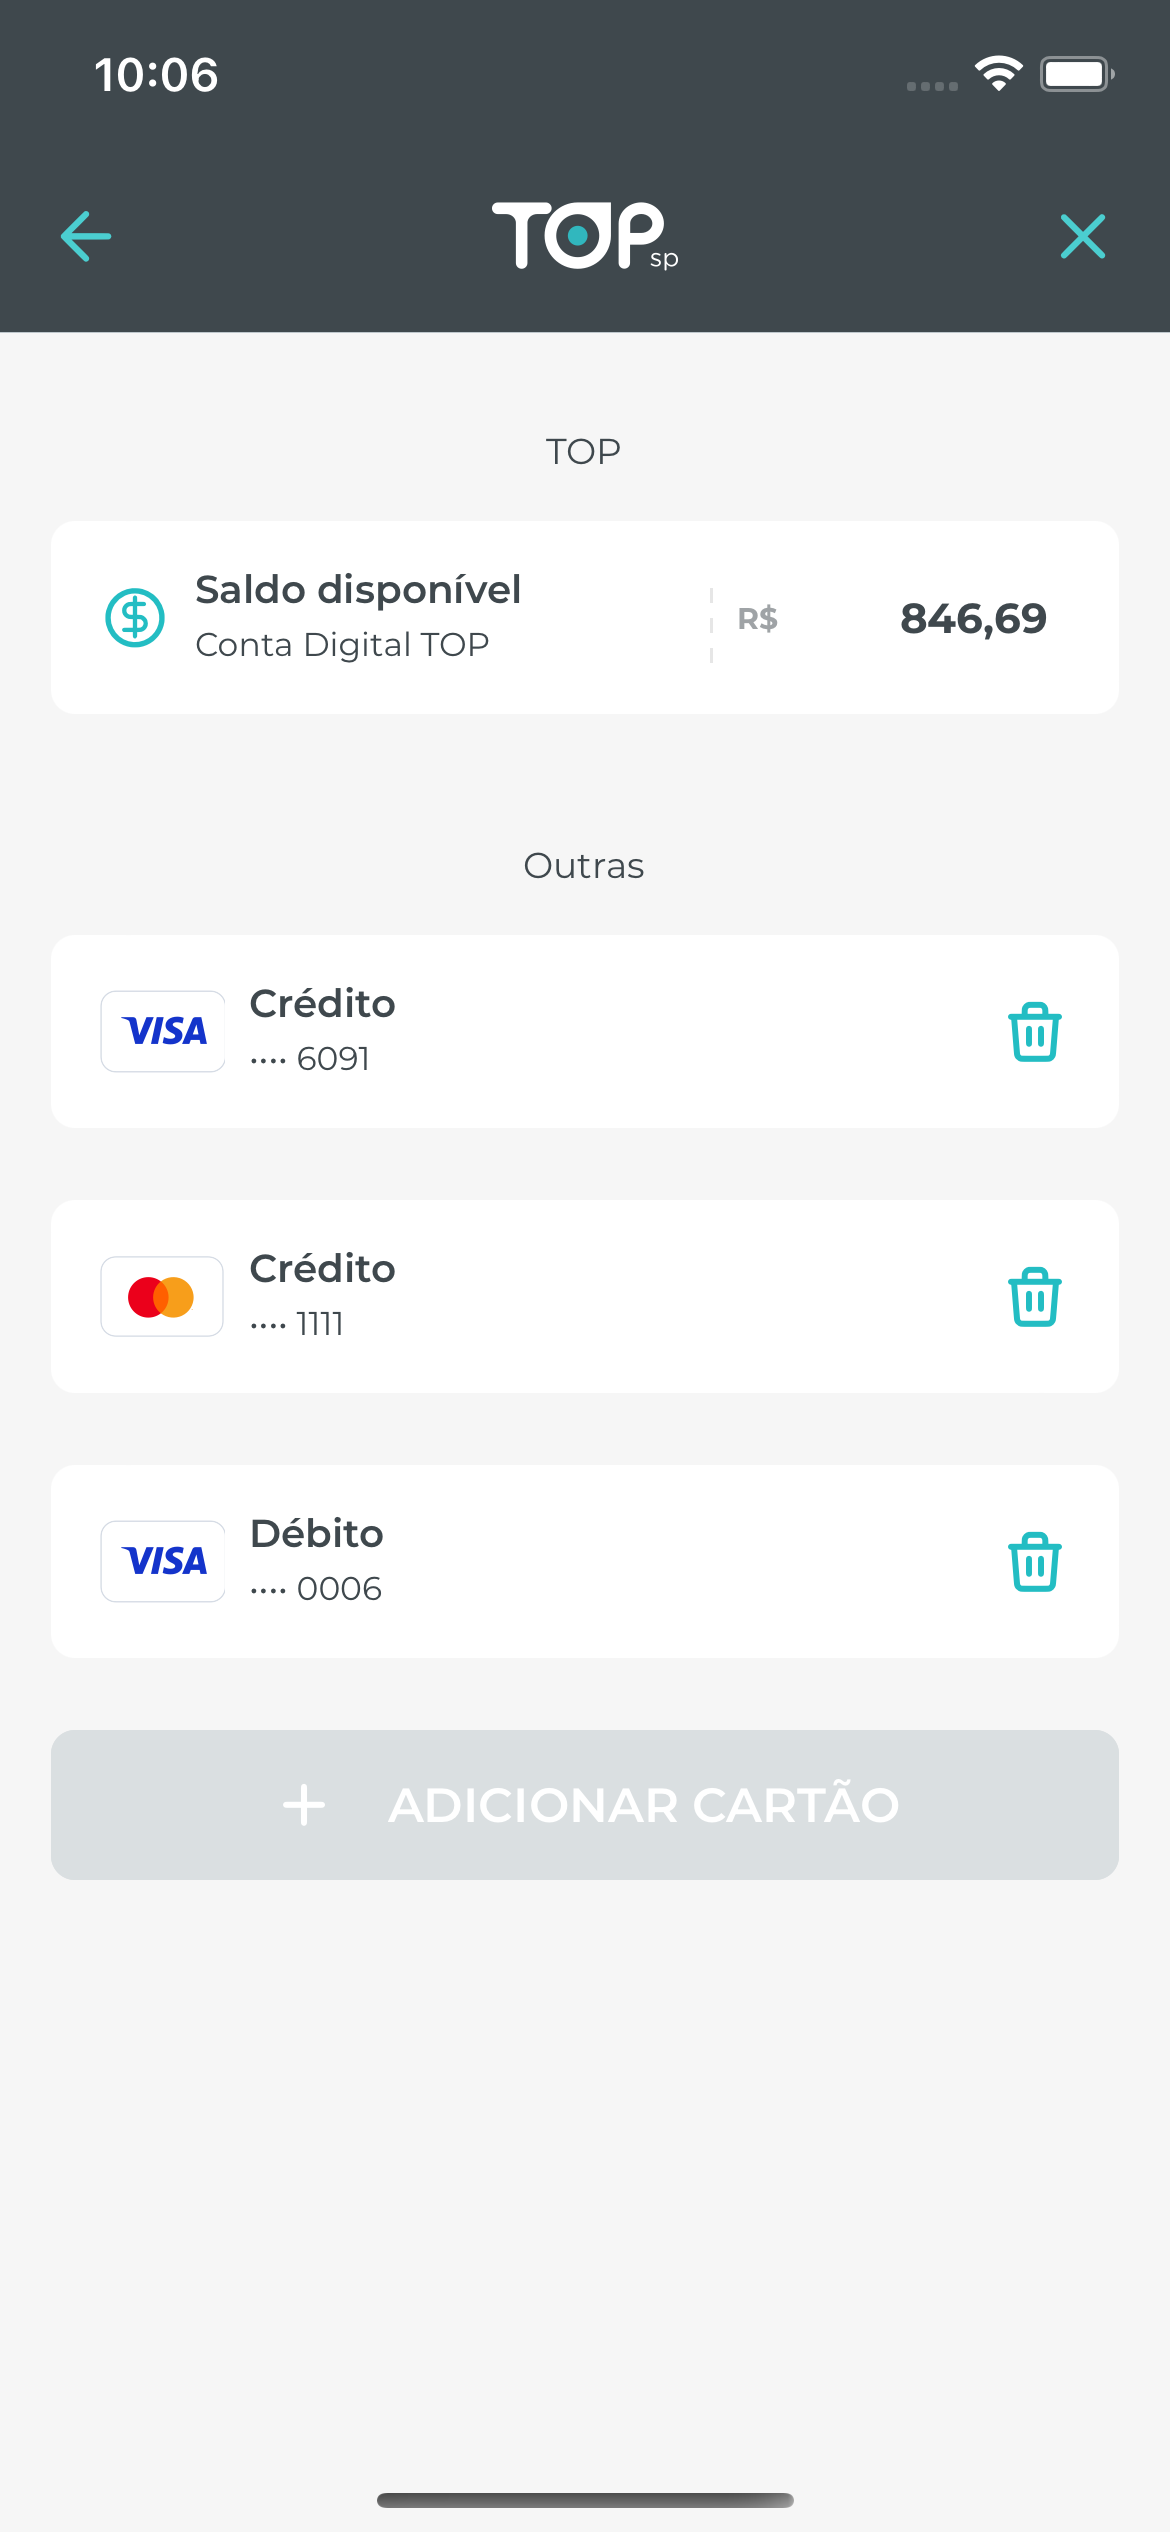 10:06
TOP
sp
TOP
Saldo disponível
Conta Digital TOP
R$ 846,69
Outras
VISA
Crédito
•••• 6091
Crédito
•••• 1111
VISA
Débito
•••• 0006
ADICIONAR CARTÃO